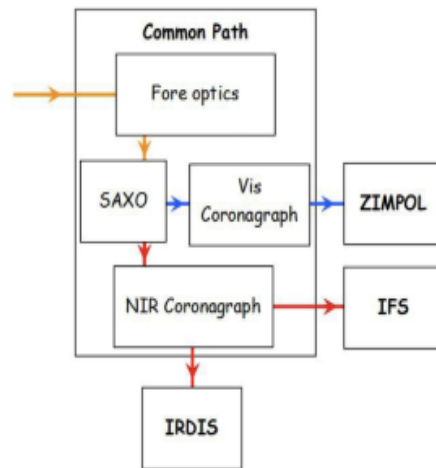 Common Path
Fore optics
SAXO
Vis
Coronagraph
ZIMPOL
NIR Coronagraph
IFS
IRDIS